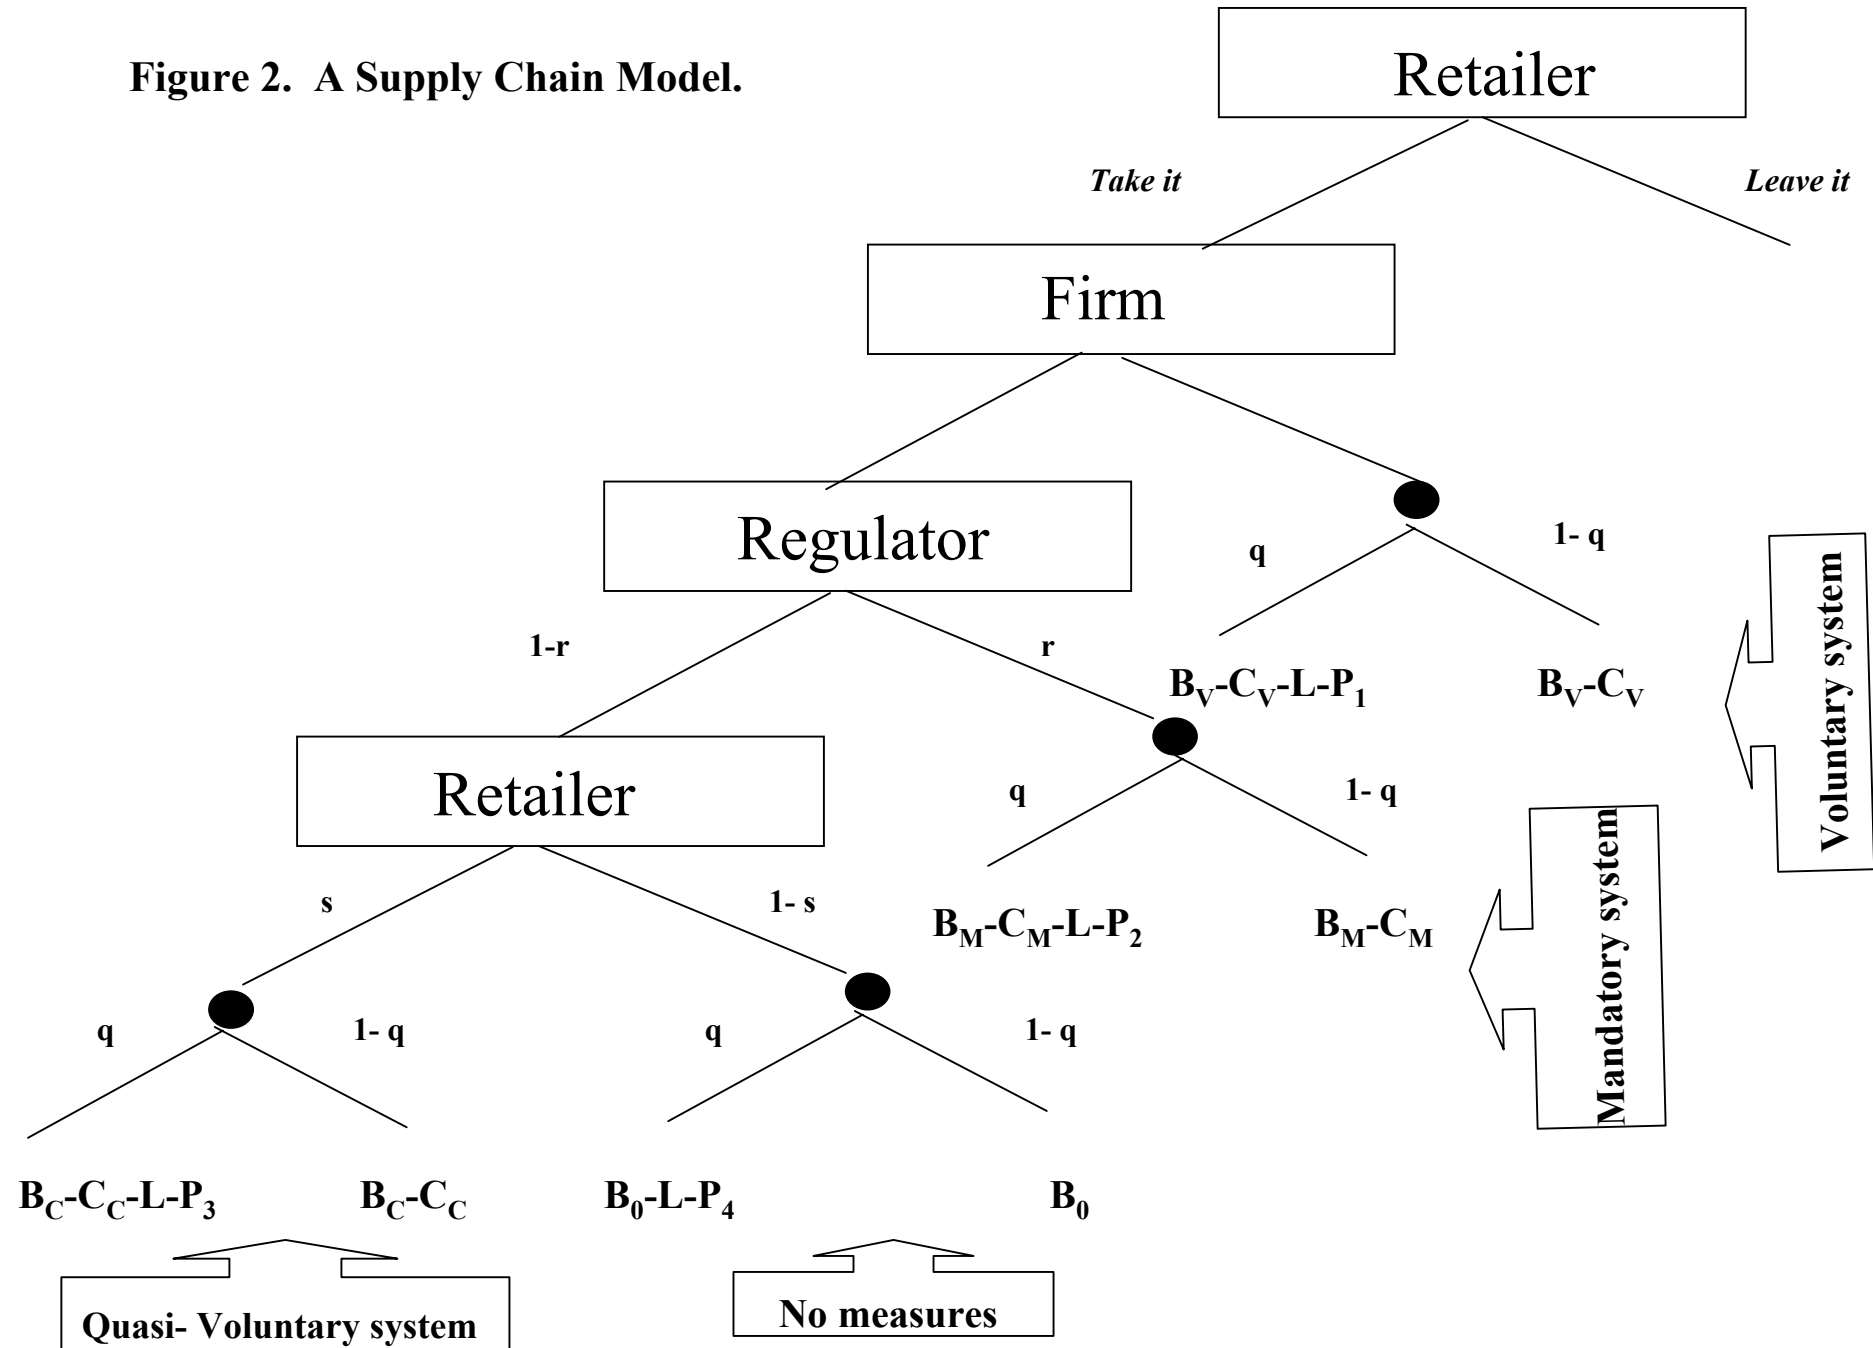 Figure 2. A Supply Chain Model.
Retailer
Take it
Leave it
Firm
Regulator
q
1- q
1-r
r
B_V-C_V-L-P_1
B_V-C_V
Voluntary system
Retailer
q
1- q
s
1- s
B_M-C_M-L-P_2
B_M-C_M
Mandatory system
q
1- q
q
1- q
B_C-C_C-L-P_3
B_C-C_C
B_0-L-P_4
B_0
Quasi- Voluntary system
No measures